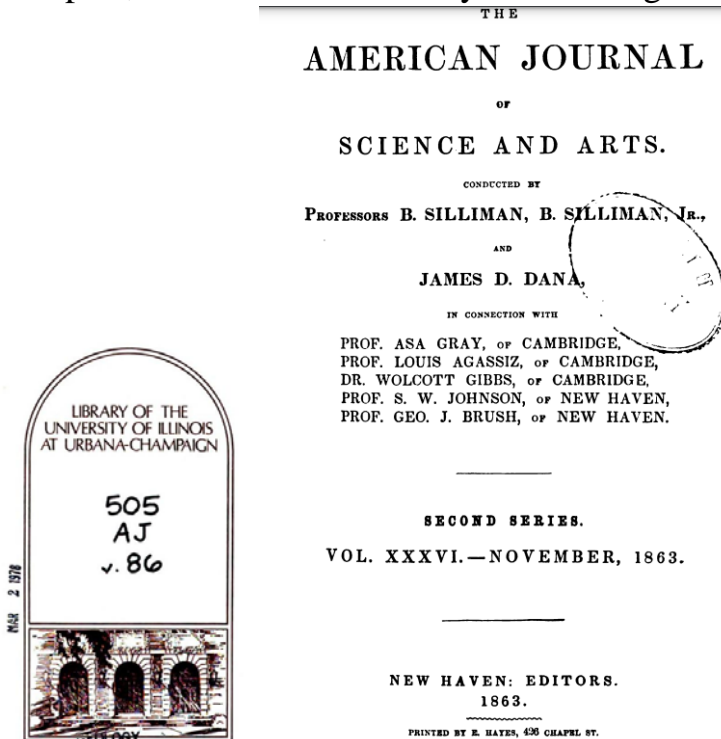 THE
AMERICAN JOURNAL
OF
SCIENCE AND ARTS.
CONDUCTED BY
PROFESSORS B. SILLIMAN, B. SILLIMAN, JR.,
AND
JAMES D. DANA,
IN CONNECTION WITH
PROF. ASA GRAY, OF CAMBRIDGE,
PROF. LOUIS AGASSIZ, OF CAMBRIDGE,
DR. WOLCOTT GIBBS, OF CAMBRIDGE,
PROF. S. W. JOHNSON, OF NEW HAVEN,
PROF. GEO. J. BRUSH, OF NEW HAVEN.
SECOND SERIES.
VOL. XXXVI.—NOVEMBER, 1863.
NEW HAVEN: EDITORS.
1863.
PRINTED BY E. HAYES, 426 CHAPEL ST.
LIBRARY OF THE
UNIVERSITY OF ILLINOIS
AT URBANA-CHAMPAIGN
505
AJ
v. 86
MAR 2 1978